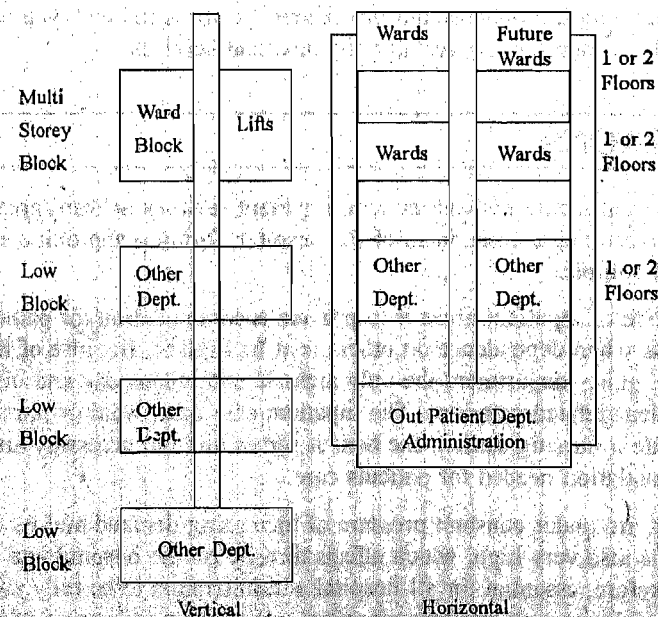 Multi
Storey
Block
Ward
Block
Lifts
Low
Block
Other
Dept.
Low
Block
Other
Dept.
Low
Block
Other Dept.
Vertical
Wards
Future
Wards
1 or 2
Floors
Wards
Wards
1 or 2
Floors
Other
Dept.
Other
Dept.
1 or 2
Floors
Out Patient Dept.
Administration
Horizontal